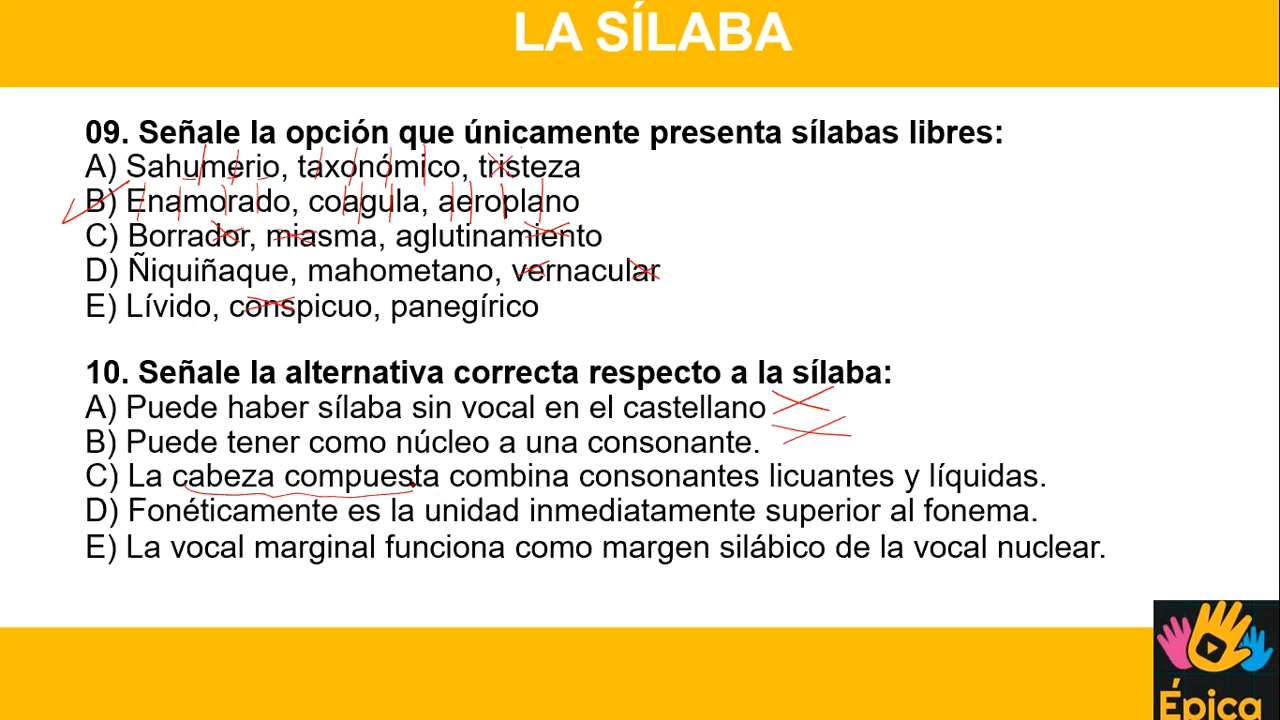 LA SÍLABA
09. Señale la opción que únicamente presenta sílabas libres:
A) Sahumerio, taxonómico, tristeza
B) Enamorado, coagula, aeroplano
C) Borrador, miasma, aglutinamiento
D) Ñiquiñaque, mahometano, vernacular
E) Lívido, conspicuo, panegírico
10. Señale la alternativa correcta respecto a la sílaba:
A) Puede haber sílaba sin vocal en el castellano
B) Puede tener como núcleo a una consonante.
C) La cabeza compuesta combina consonantes licuantes y líquidas.
D) Fonéticamente es la unidad inmediatamente superior al fonema.
E) La vocal marginal funciona como margen silábico de la vocal nuclear.
Épica